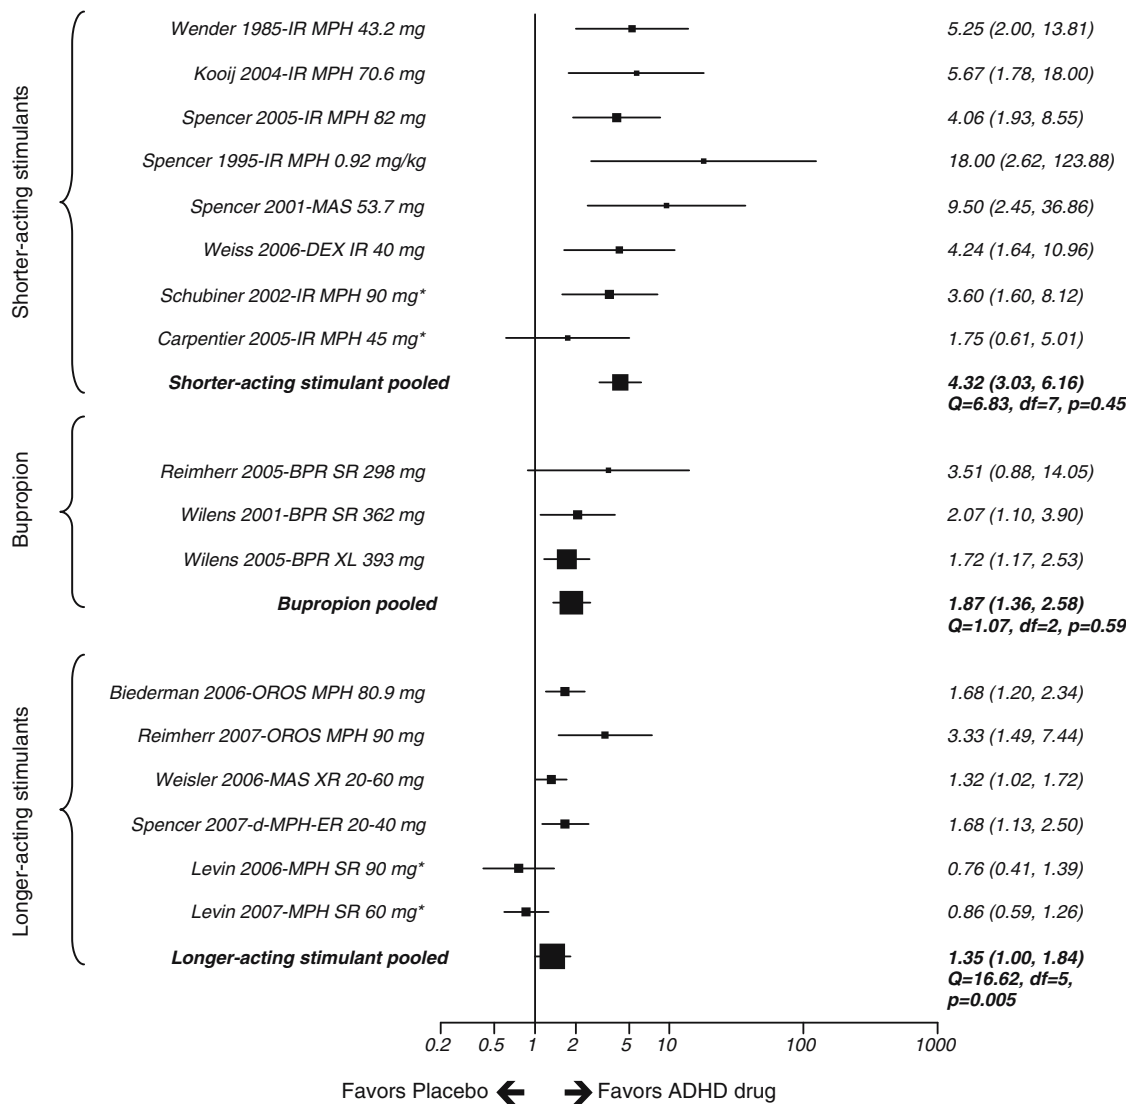 Shorter-acting stimulants
Wender 1985-IR MPH 43.2 mg 5.25 (2.00, 13.81)
Kooij 2004-IR MPH 70.6 mg 5.67 (1.78, 18.00)
Spencer 2005-IR MPH 82 mg 4.06 (1.93, 8.55)
Spencer 1995-IR MPH 0.92 mg/kg 18.00 (2.62, 123.88)
Spencer 2001-MAS 53.7 mg 9.50 (2.45, 36.86)
Weiss 2006-DEX IR 40 mg 4.24 (1.64, 10.96)
Schubiner 2002-IR MPH 90 mg* 3.60 (1.60, 8.12)
Carpentier 2005-IR MPH 45 mg* 1.75 (0.61, 5.01)
Shorter-acting stimulant pooled 4.32 (3.03, 6.16)
Q=6.83, df=7, p=0.45
Bupropion
Reimherr 2005-BPR SR 298 mg 3.51 (0.88, 14.05)
Wilens 2001-BPR SR 362 mg 2.07 (1.10, 3.90)
Wilens 2005-BPR XL 393 mg 1.72 (1.17, 2.53)
Bupropion pooled 1.87 (1.36, 2.58)
Q=1.07, df=2, p=0.59
Longer-acting stimulants
Biederman 2006-OROS MPH 80.9 mg 1.68 (1.20, 2.34)
Reimherr 2007-OROS MPH 90 mg 3.33 (1.49, 7.44)
Weisler 2006-MAS XR 20-60 mg 1.32 (1.02, 1.72)
Spencer 2007-d-MPH-ER 20-40 mg 1.68 (1.13, 2.50)
Levin 2006-MPH SR 90 mg* 0.76 (0.41, 1.39)
Levin 2007-MPH SR 60 mg* 0.86 (0.59, 1.26)
Longer-acting stimulant pooled 1.35 (1.00, 1.84)
Q=16.62, df=5,
p=0.005
0.2 0.5 1 2 5 10 100 1000
Favors Placebo Favors ADHD drug